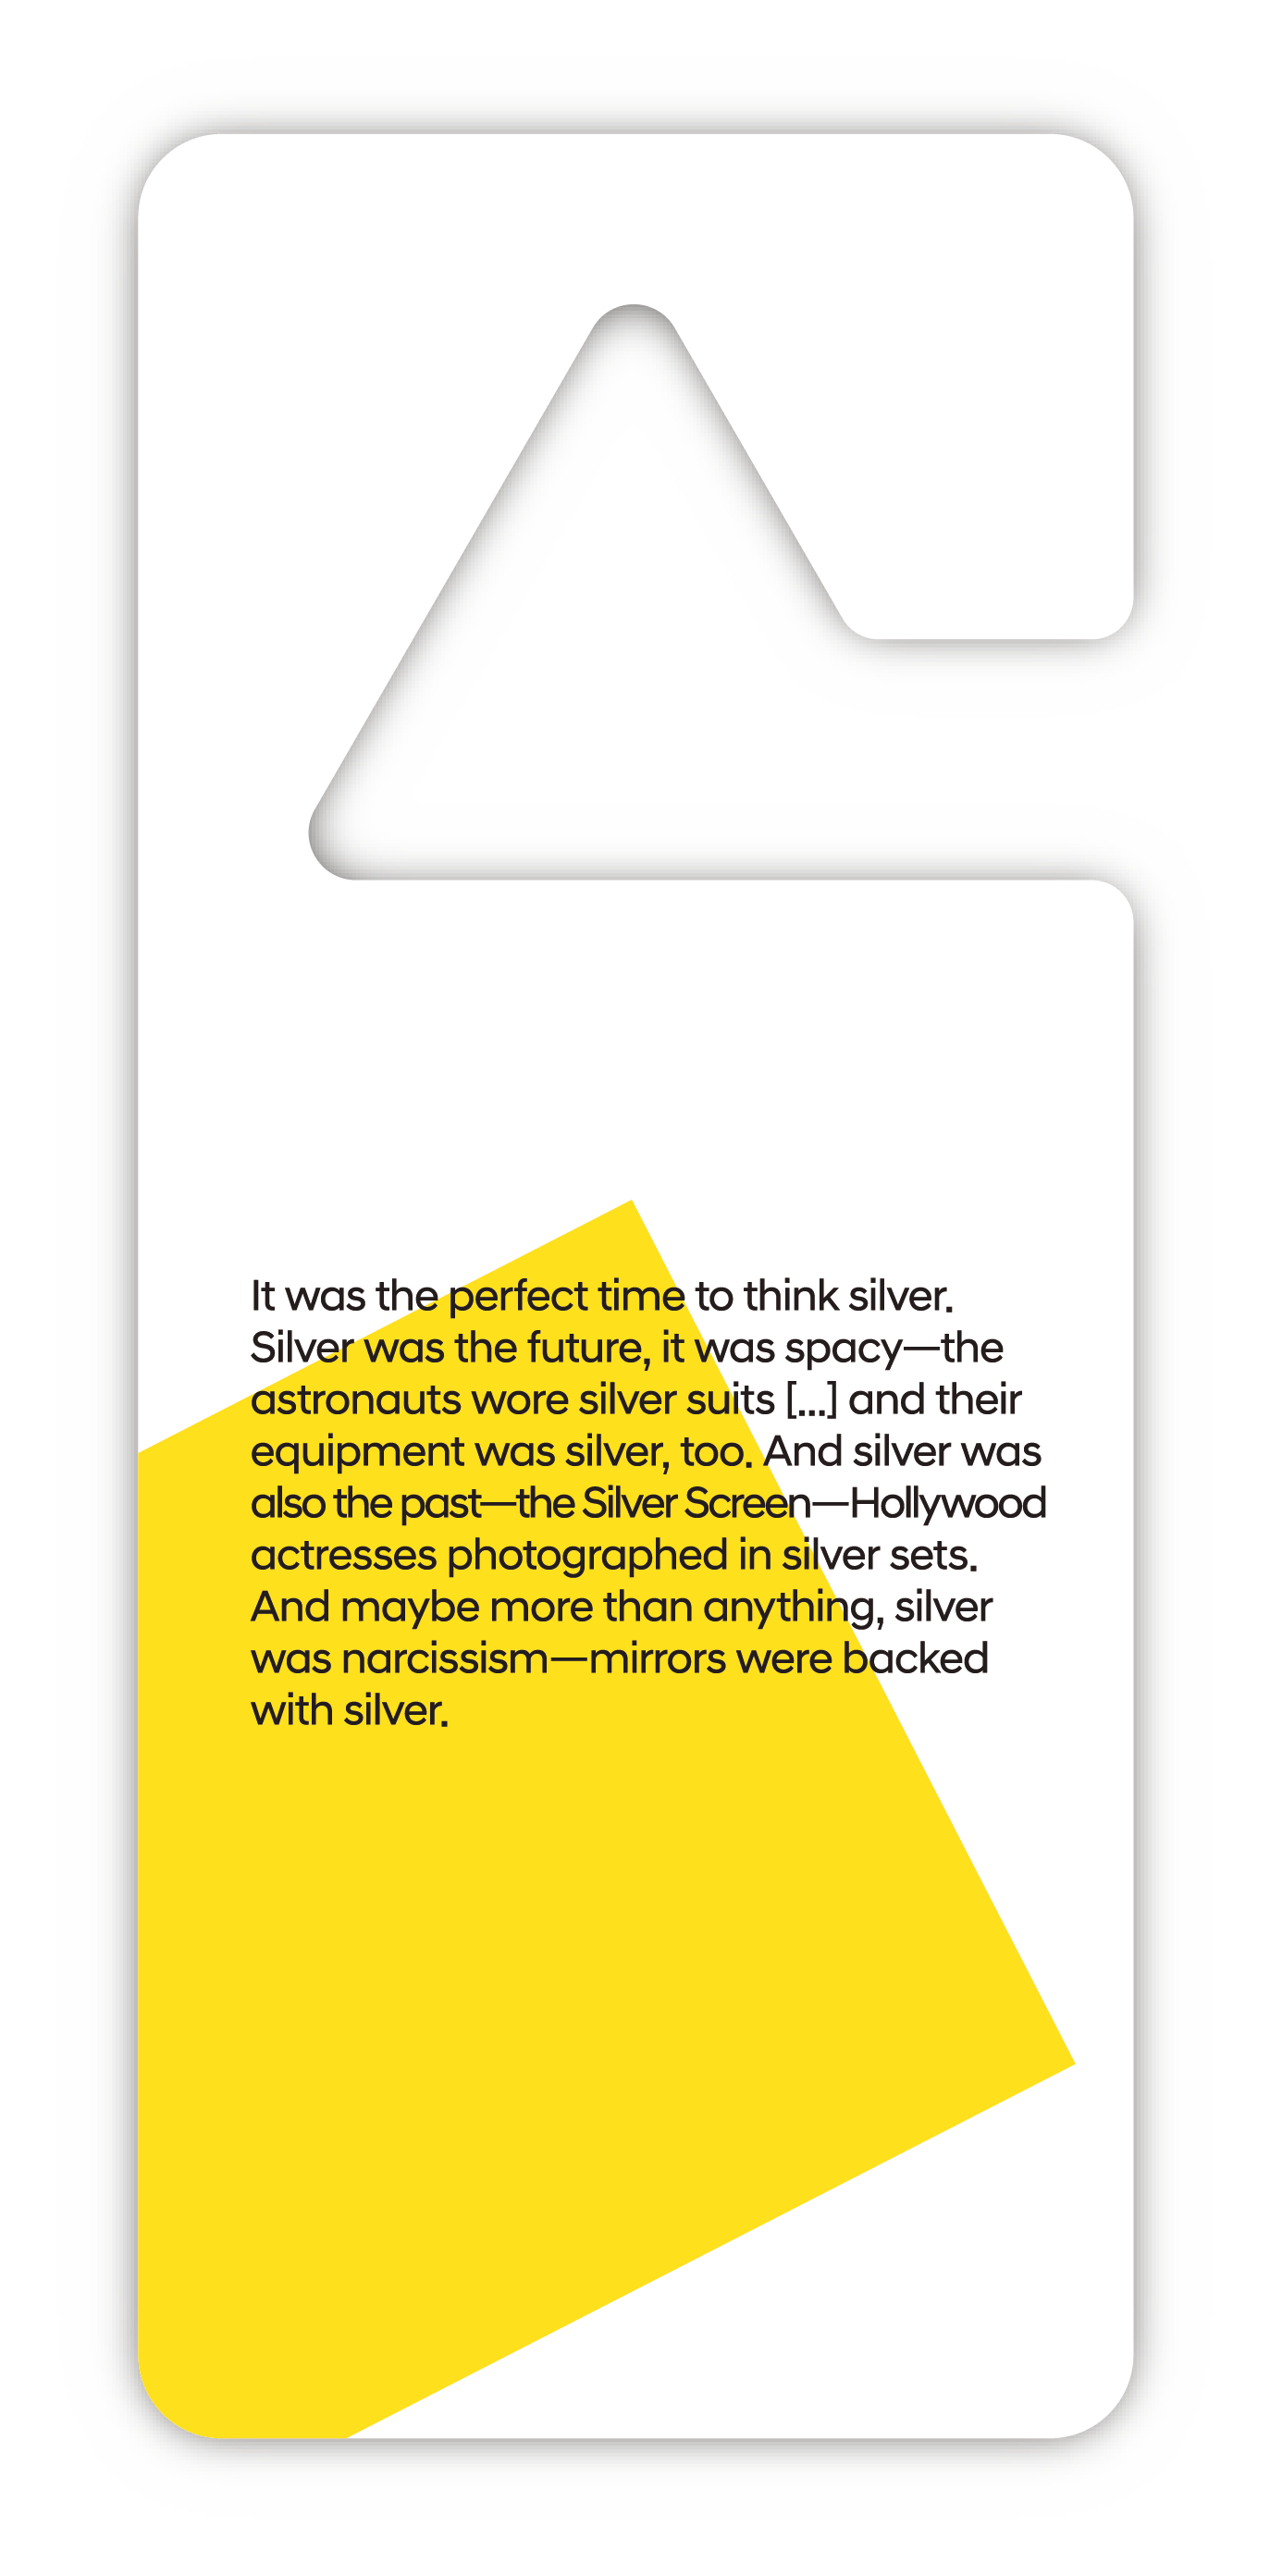 It was the perfect time to think silver.
Silver was the future, it was spacy—the
astronauts wore silver suits [...] and their
equipment was silver, too. And silver was
also the past—the Silver Screen—Hollywood
actresses photographed in silver sets.
And maybe more than anything, silver
was narcissism—mirrors were backed
with silver.